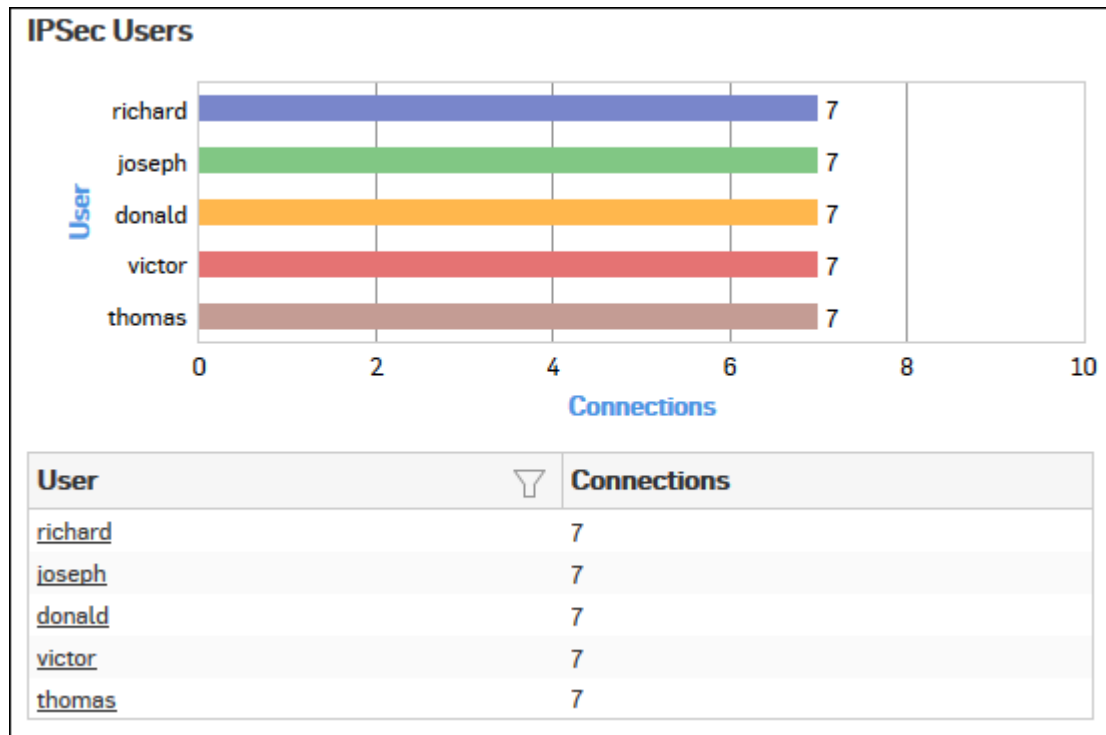 IPSec Users
richard 7
joseph 7
donald 7
victor 7
thomas 7
User
0 2 4 6 8 10
Connections
User Connections
richard 7
joseph 7
donald 7
victor 7
thomas 7